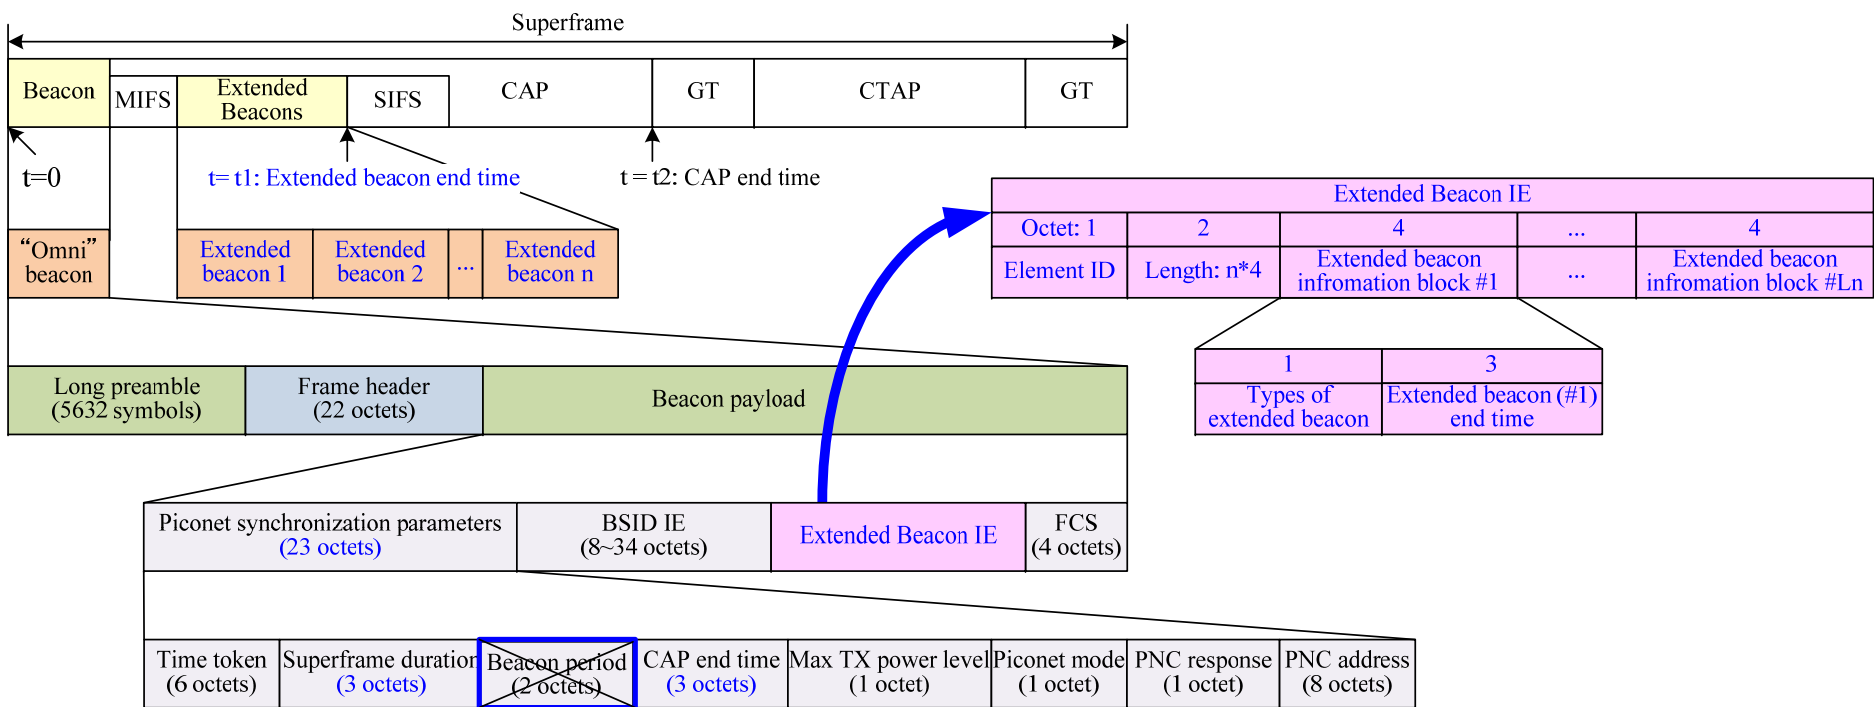 Superframe
Beacon
MIFS
Extended
Beacons
SIFS
CAP
GT
CTAP
GT
t=0
t= t1: Extended beacon end time
t = t2: CAP end time
“Omni”
beacon
Extended
beacon 1
Extended
beacon 2
...
Extended
beacon n
Extended Beacon IE
Octet: 1
2
4
...
4
Element ID
Length: n*4
Extended beacon
infromation block #1
...
Extended beacon
infromation block #Ln
1
3
Types of
extended beacon
Extended beacon (#1)
end time
Long preamble
(5632 symbols)
Frame header
(22 octets)
Beacon payload
Piconet synchronization parameters
(23 octets)
BSID IE
(8~34 octets)
Extended Beacon IE
FCS
(4 octets)
Time token
(6 octets)
Superframe duration
(3 octets)
Beacon period
(2 octets)
CAP end time
(3 octets)
Max TX power level
(1 octet)
Piconet mode
(1 octet)
PNC response
(1 octet)
PNC address
(8 octets)